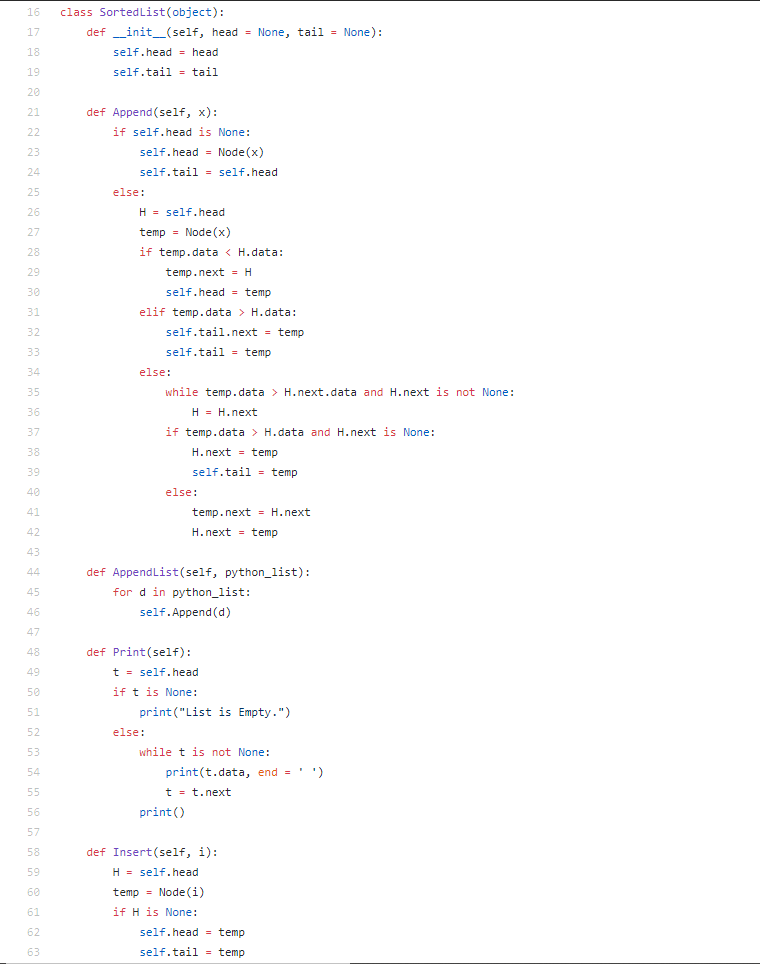 16 class SortedList(object):
17     def __init__(self, head = None, tail = None):
18         self.head = head
19         self.tail = tail
20
21     def Append(self, x):
22         if self.head is None:
23             self.head = Node(x)
24             self.tail = self.head
25         else:
26             H = self.head
27             temp = Node(x)
28             if temp.data < H.data:
29                 temp.next = H
30                 self.head = temp
31             elif temp.data > H.data:
32                 self.tail.next = temp
33                 self.tail = temp
34             else:
35                 while temp.data > H.next.data and H.next is not None:
36                     H = H.next
37                 if temp.data > H.data and H.next is None:
38                     H.next = temp
39                     self.tail = temp
40                 else:
41                     temp.next = H.next
42                     H.next = temp
43
44     def AppendList(self, python_list):
45         for d in python_list:
46             self.Append(d)
47
48     def Print(self):
49         t = self.head
50         if t is None:
51             print("List is Empty.")
52         else:
53             while t is not None:
54                 print(t.data, end = ' ')
55                 t = t.next
56             print()
57
58     def Insert(self, i):
59         H = self.head
60         temp = Node(i)
61         if H is None:
62             self.head = temp
63             self.tail = temp